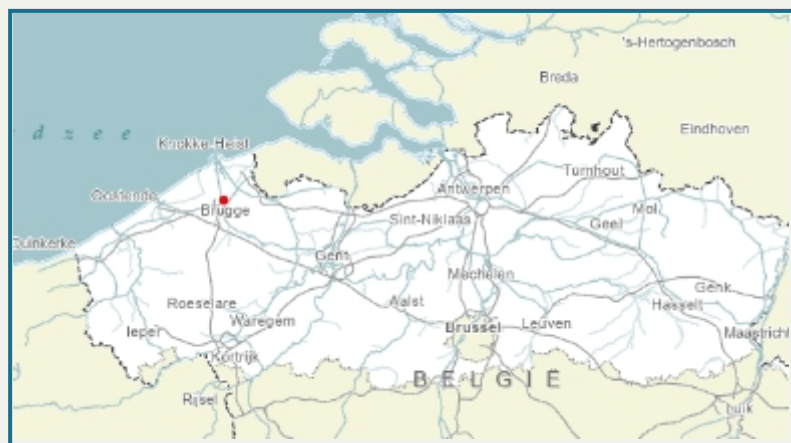 's-Hertogenbosch
Breda
d z e e
Eindhoven
Knokke-Heist
Turnhout
Antwerpen
Oostende
Mol
Brugge
Sint-Niklaas
Geel
Duinkerke
Gent
Mechelen
Genk
Roeselare
Aalst
Hasselt
Waregem
Ieper
Brussel
Leuven
Maastricht
Kortrijk
BELGIË
Rijsel
Luik